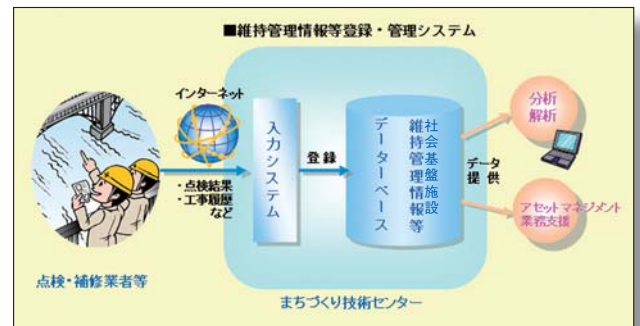 ■維持管理情報等登録・管理システム
インターネット
・点検結果
・工事履歴
など
点検・補修業者等
入力システム
登録
社会基盤施設
維持管理情報等
データーベース
データ
提供
分析
解析
アセットマネジメント
業務支援
まちづくり技術センター